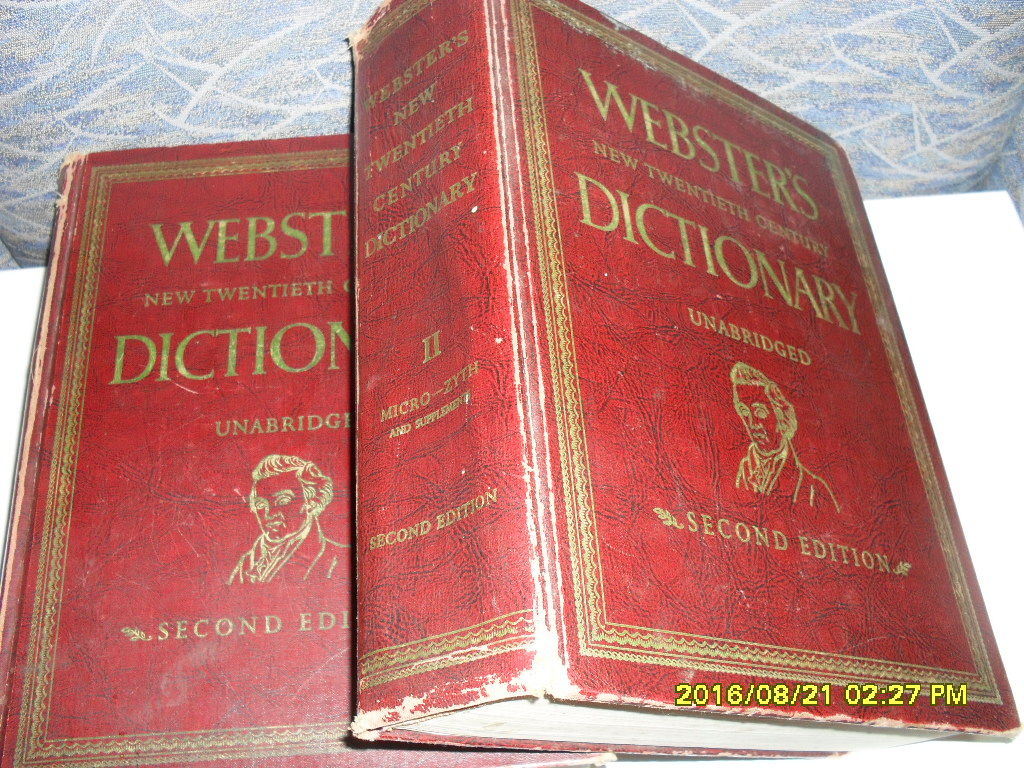 WEBST
NEW TWENTIETH
DICTION
UNABRIDGE
SECOND EDI
WEBSTER'S
NEW
TWENTIETH
CENTURY
DICTIONARY
II
MICRO—ZYTH
AND SUPPLEMENT
SECOND EDITION
WEBSTER'S
NEW TWENTIETH CENTURY
DICTIONARY
UNABRIDGED
SECOND EDITION
2016/08/21 02:27 PM